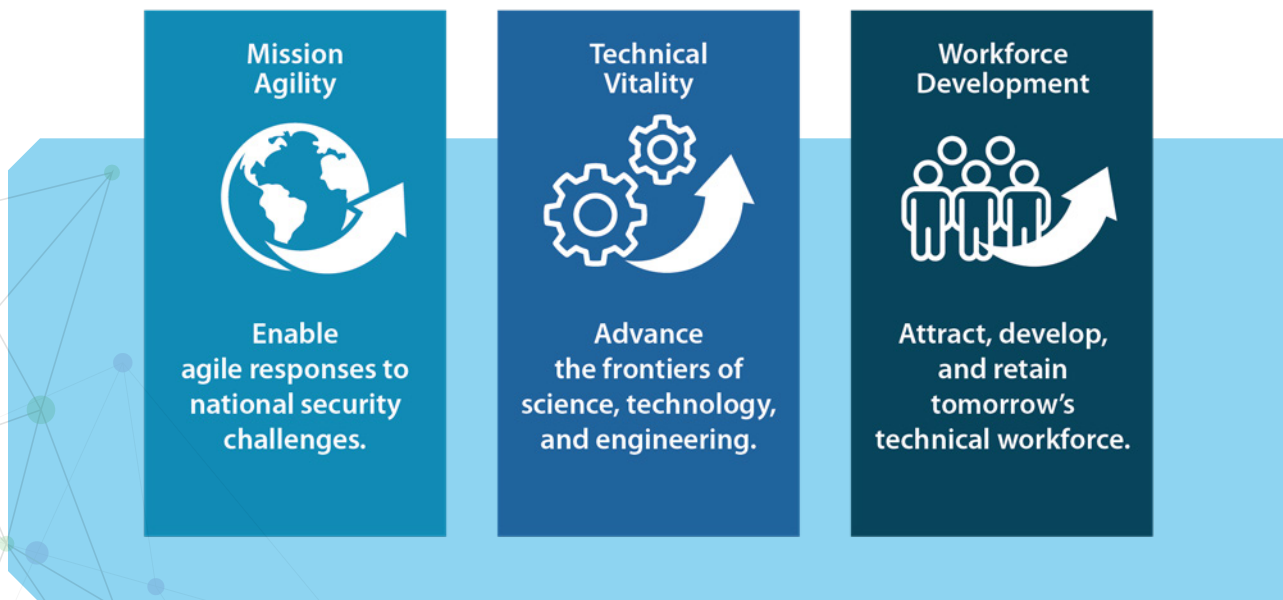 Mission
Agility
Enable
agile responses to
national security
challenges.
Technical
Vitality
Advance
the frontiers of
science, technology,
and engineering.
Workforce
Development
Attract, develop,
and retain
tomorrow’s
technical workforce.